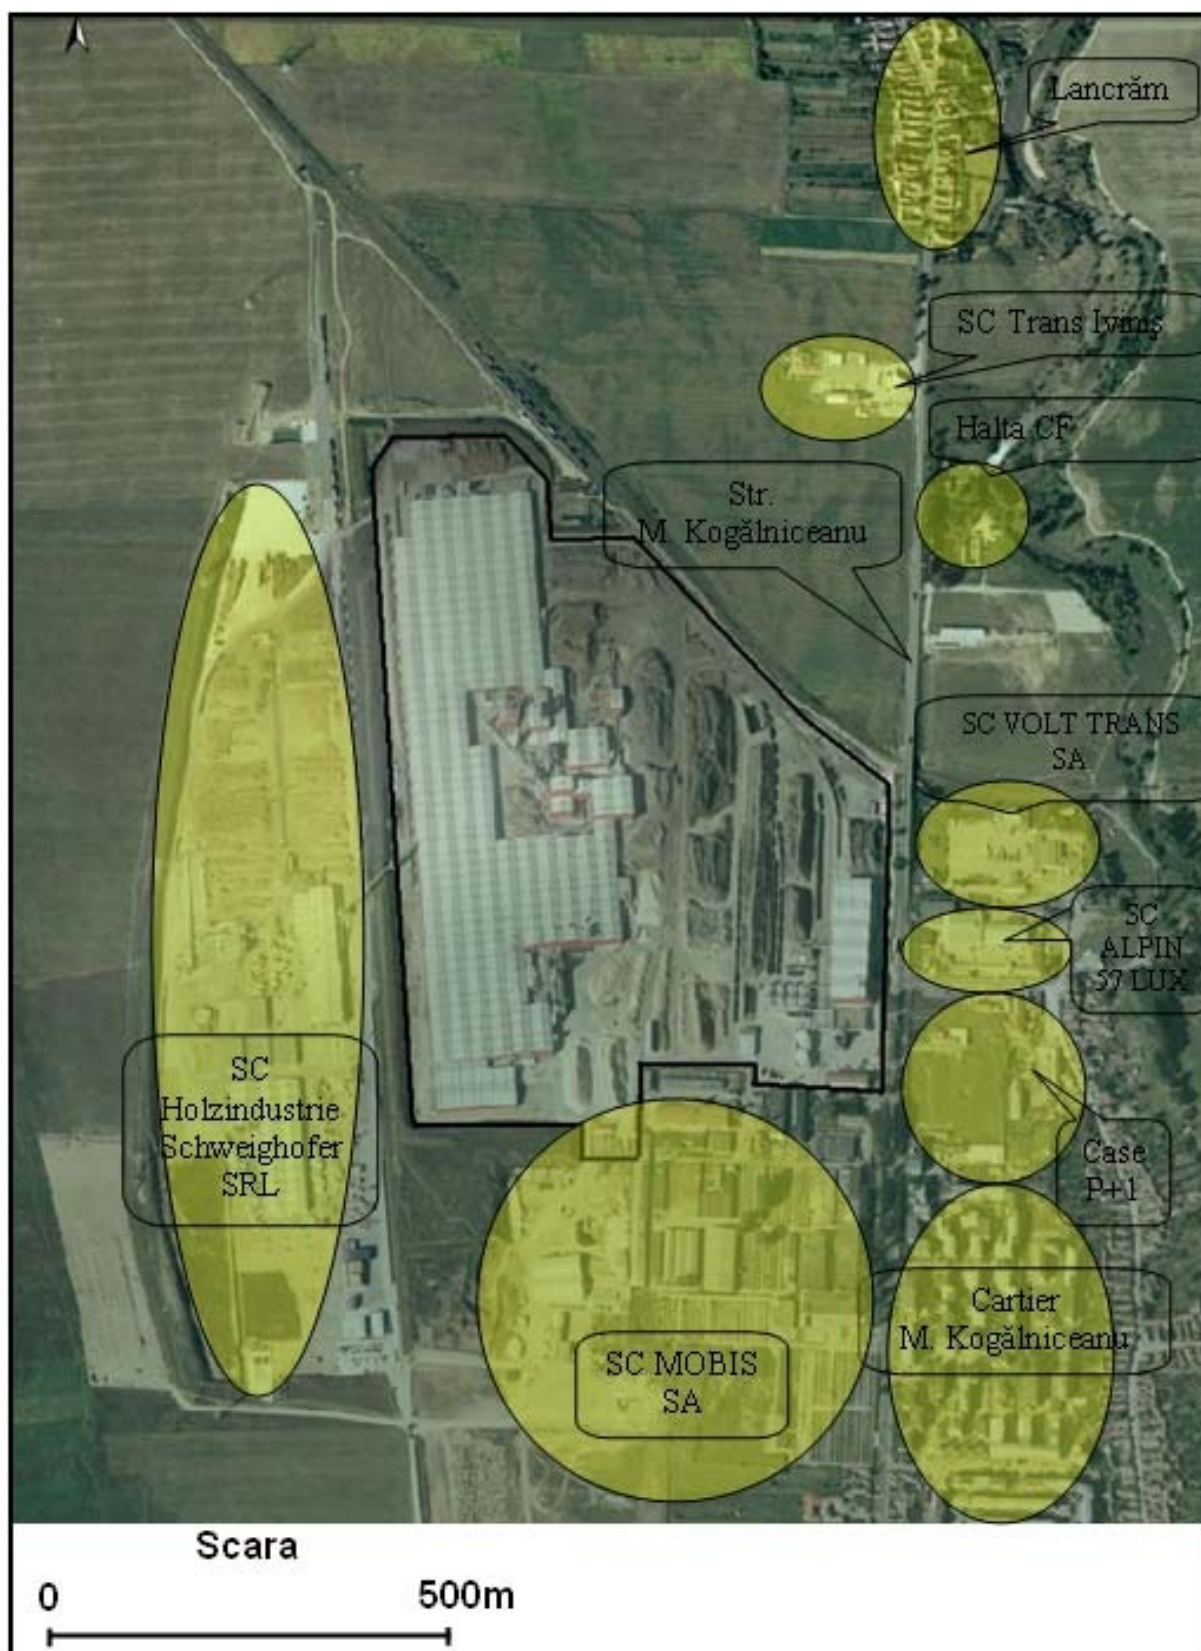 Lancrăm
SC Trans Iviniş
Halta CF
Str.
M. Kogălniceanu
SC VOLT TRANS
SA
SC
ALPIN
57 LUX
SC
Holzindustrie
Schweighofer
SRL
Case
P+1
Cartier
M. Kogălniceanu
SC MOBIS
SA
Scara
0 500m